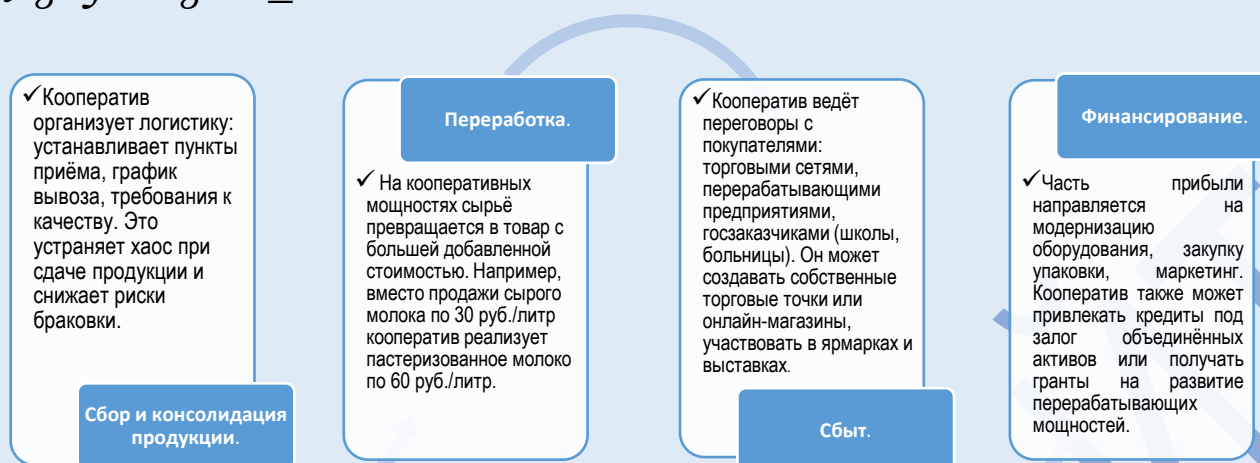 ✓Кооператив
организует логистику:
устанавливает пункты
приёма, график
вывоза, требования к
качеству. Это
устраняет хаос при
сдаче продукции и
снижает риски
браковки.
Сбор и консолидация
продукции.
Переработка.
✓ На кооперативных
мощностях сырьё
превращается в товар с
большей добавленной
стоимостью. Например,
вместо продажи сырого
молока по 30 руб./литр
кооператив реализует
пастеризованное молоко
по 60 руб./литр.
✓Кооператив ведёт
переговоры с
покупателями:
торговыми сетями,
перерабатывающими
предприятиями,
госзаказчиками (школы,
больницы). Он может
создавать собственные
торговые точки или
онлайн-магазины,
участвовать в ярмарках и
выставках.
Сбыт.
Финансирование.
✓Часть прибыли
направляется на
модернизацию
оборудования, закупку
упаковки, маркетинг.
Кооператив также может
привлекать кредиты под
залог объединённых
активов или получать
гранты на развитие
перерабатывающих
мощностей.